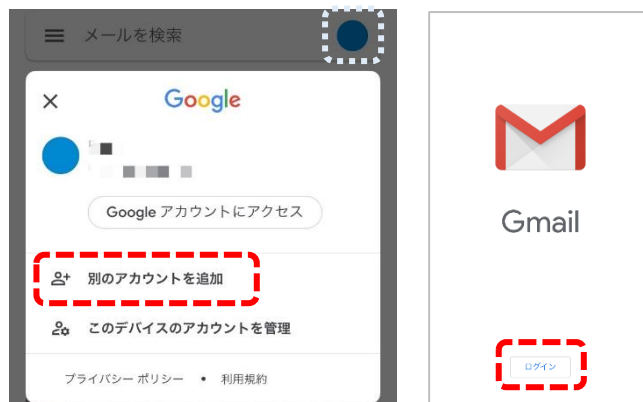 メールを検索
Google
Google アカウントにアクセス
別のアカウントを追加
このデバイスのアカウントを管理
プライバシー ポリシー • 利用規約
Gmail
ログイン